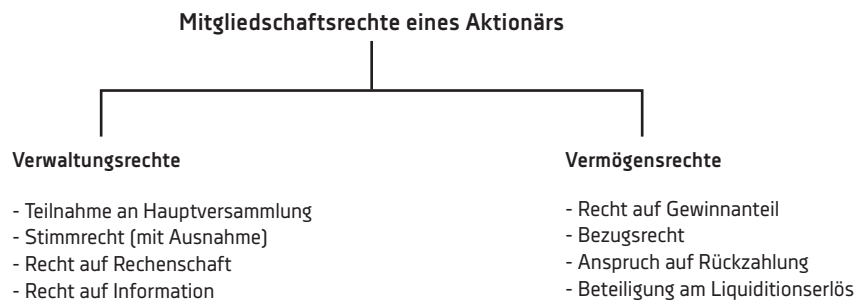 Mitgliedschaftsrechte eines Aktionärs
Verwaltungsrechte
- Teilnahme an Hauptversammlung
- Stimmrecht (mit Ausnahme)
- Recht auf Rechenschaft
- Recht auf Information
Vermögensrechte
- Recht auf Gewinnanteil
- Bezugsrecht
- Anspruch auf Rückzahlung
- Beteiligung am Liquiditionserlös